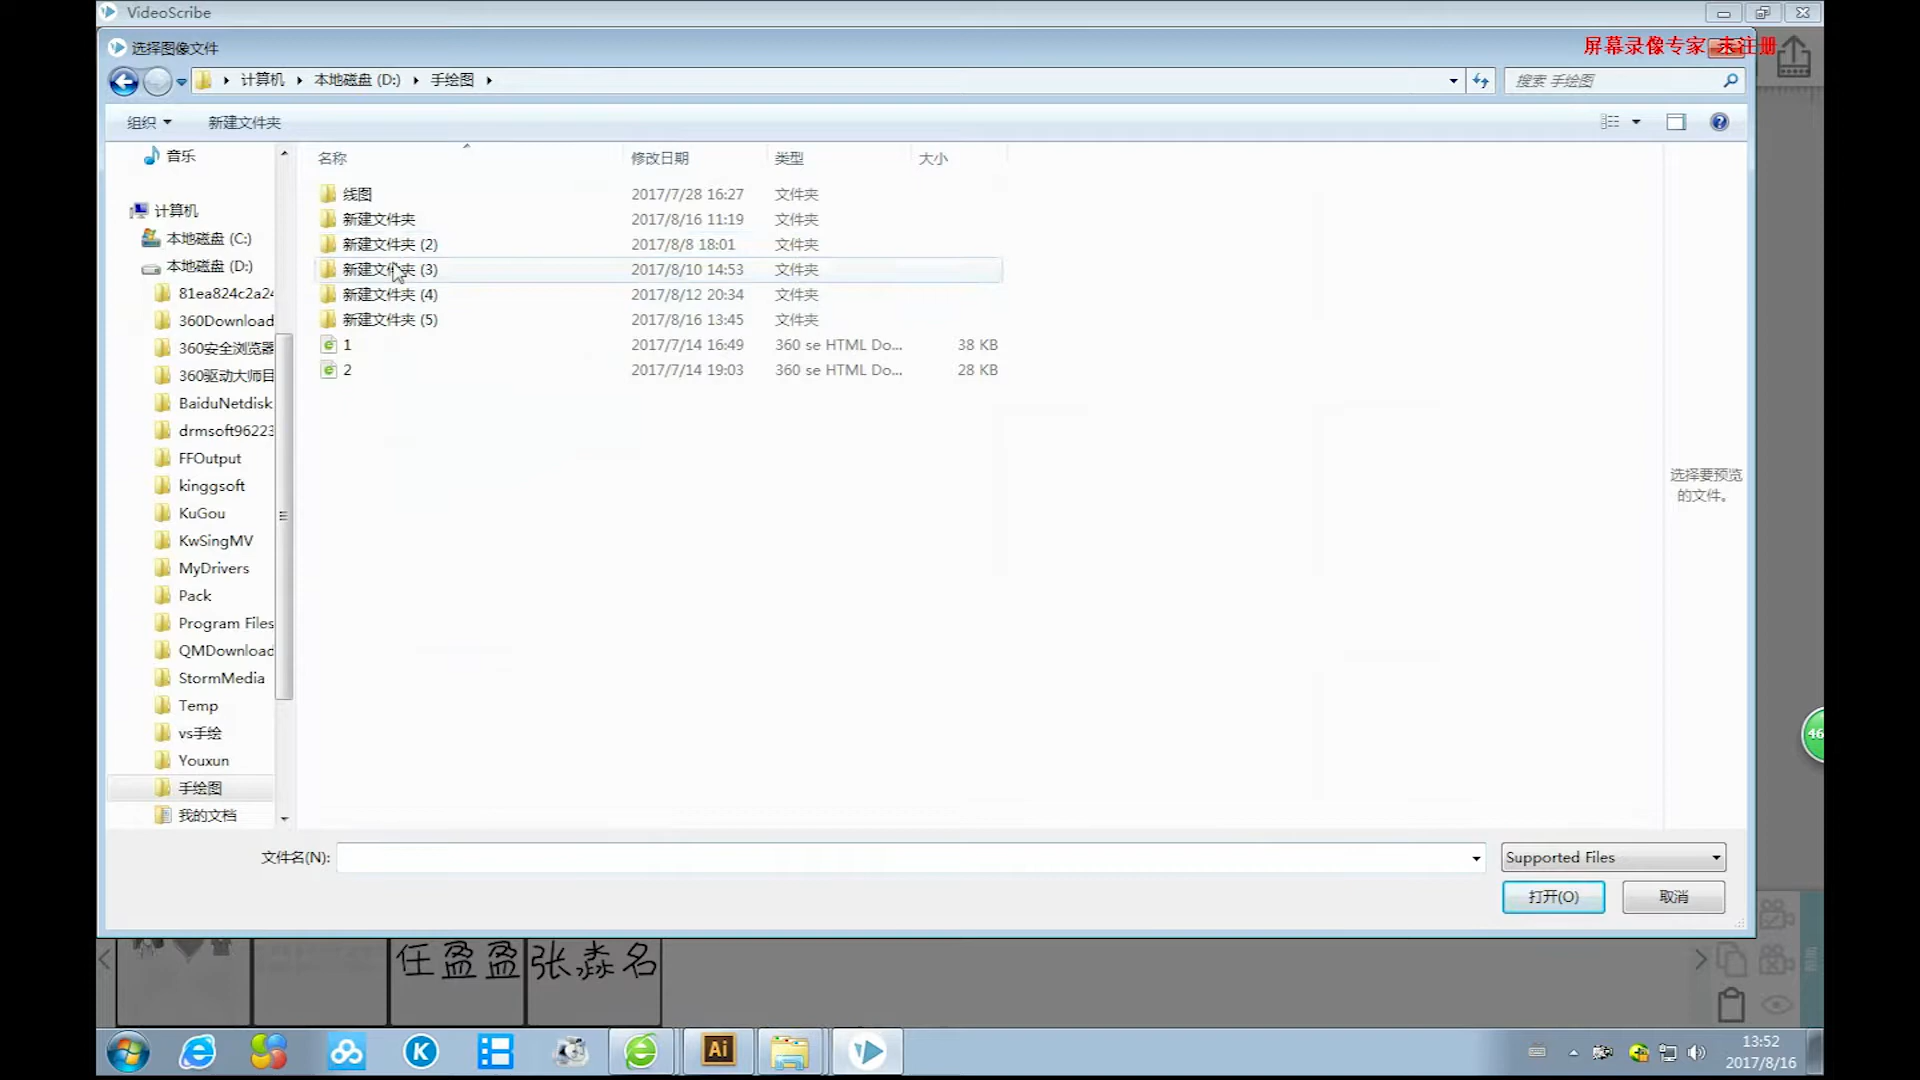 VideoScribe
选择图像文件
屏幕录像专家 未注册
计算机 本地磁盘 (D:) 手绘图
搜索 手绘图
组织 新建文件夹
名称 修改日期 类型 大小
线图 2017/7/28 16:27 文件夹
新建文件夹 2017/8/16 11:19 文件夹
新建文件夹 (2) 2017/8/8 18:01 文件夹
新建文件夹 (3) 2017/8/10 14:53 文件夹
新建文件夹 (4) 2017/8/12 20:34 文件夹
新建文件夹 (5) 2017/8/16 13:45 文件夹
1 2017/7/14 16:49 360 se HTML Do... 38 KB
2 2017/7/14 19:03 360 se HTML Do... 28 KB
音乐
计算机
本地磁盘 (C:)
本地磁盘 (D:)
81ea824c2a24
360Download
360安全浏览器
360驱动大师目
BaiduNetdisk
drmsoft96223
FFOutput
kinggsoft
KuGou
KwSingMV
MyDrivers
Pack
Program Files
QMDownload
StormMedia
Temp
vs手绘
Youxun
手绘图
我的文档
选择要预览
的文件。
46
文件名(N):
Supported Files
打开(O) 取消
任盈盈 张淼名
K
Ai
13:52
2017/8/16